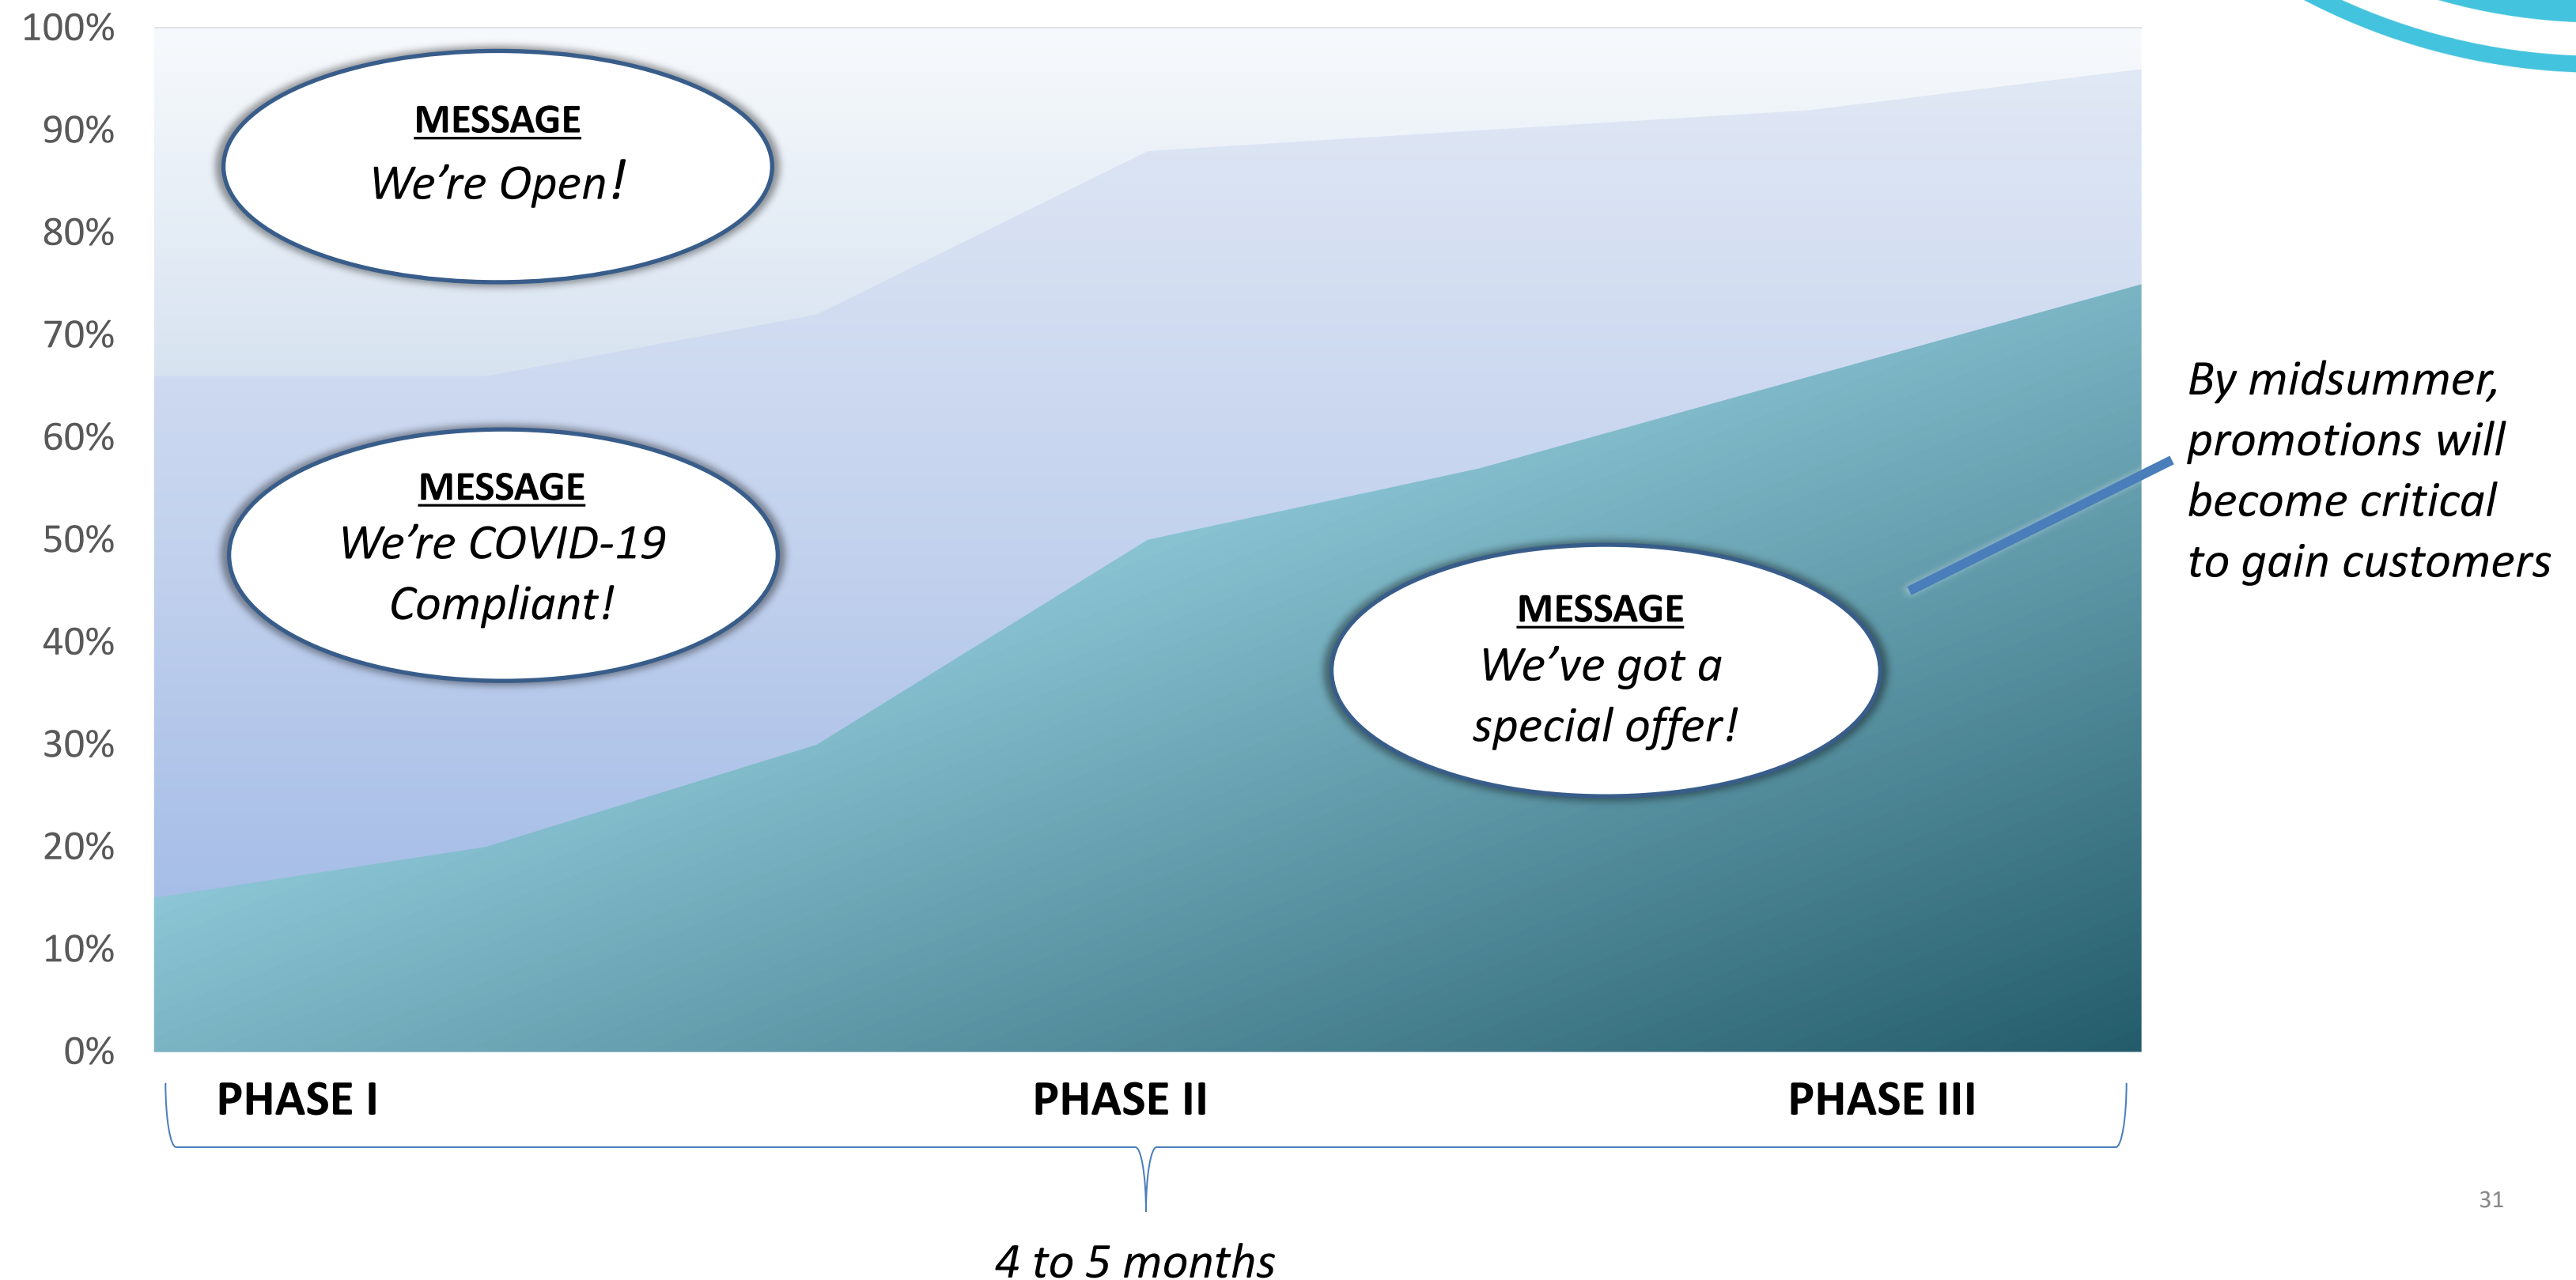 100%
90%
80%
70%
60%
50%
40%
30%
20%
10%
0%
MESSAGE
We’re Open!
MESSAGE
We’re COVID-19
Compliant!
MESSAGE
We’ve got a
special offer!
By midsummer,
promotions will
become critical
to gain customers
PHASE I
PHASE II
PHASE III
4 to 5 months
31